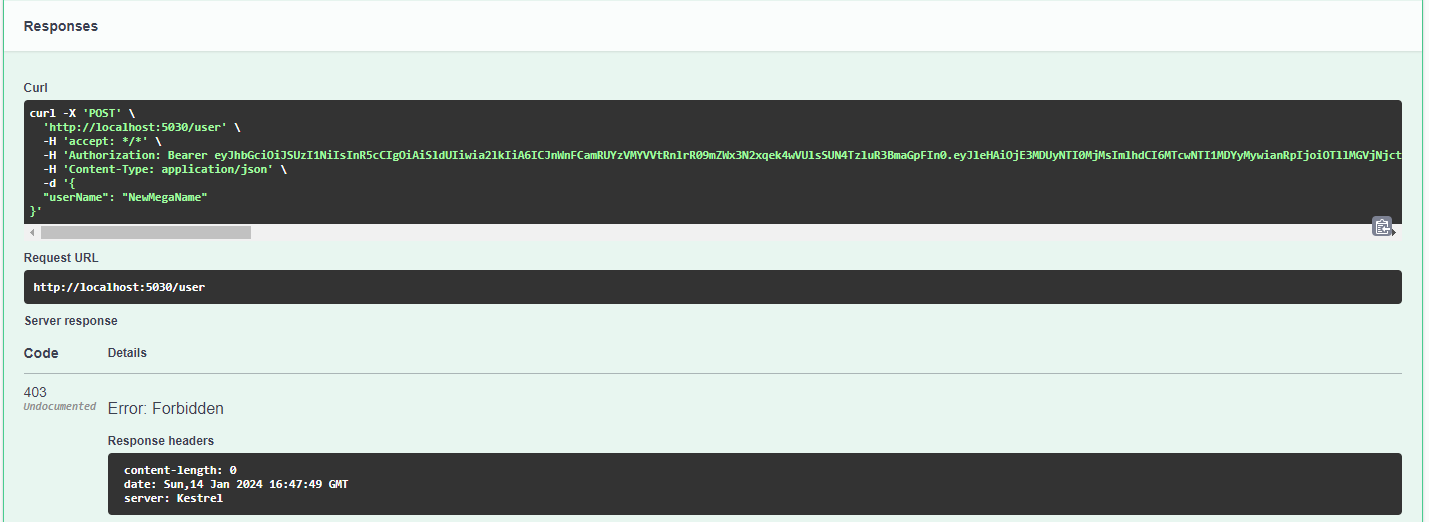 Responses
Curl
curl -X 'POST' \
'http://localhost:5030/user' \
-H 'accept: */*' \
-H 'Authorization: Bearer
-H 'Content-Type: application/json' \
-d '{
"userName": "NewMegaName"
}'
Request URL
http://localhost:5030/user
Server response
Code Details
403
Undocumented
Error: Forbidden
Response headers
content-length: 0
date: Sun,14 Jan 2024 16:47:49 GMT
server: Kestrel